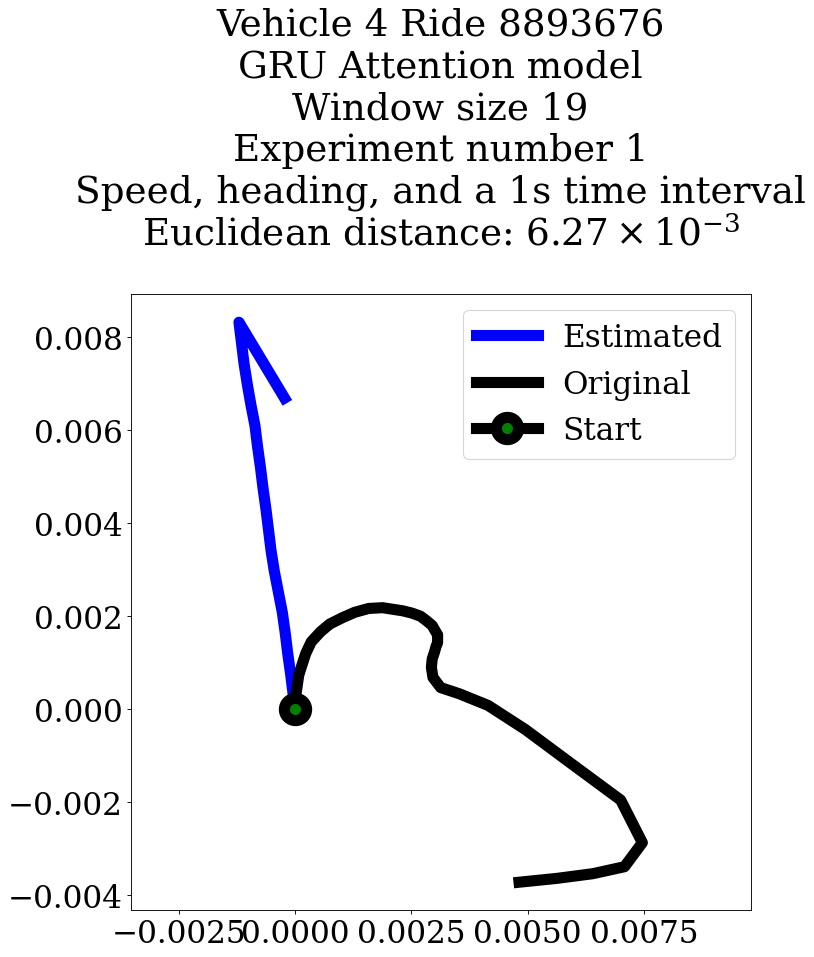 Vehicle 4 Ride 8893676
GRU Attention model
Window size 19
Experiment number 1
Speed, heading, and a 1s time interval
Euclidean distance: 6.27 × 10⁻³
Estimated
Original
Start
0.008
0.006
0.004
0.002
0.000
−0.002
−0.004
−0.0025 0.0000 0.0025 0.0050 0.0075